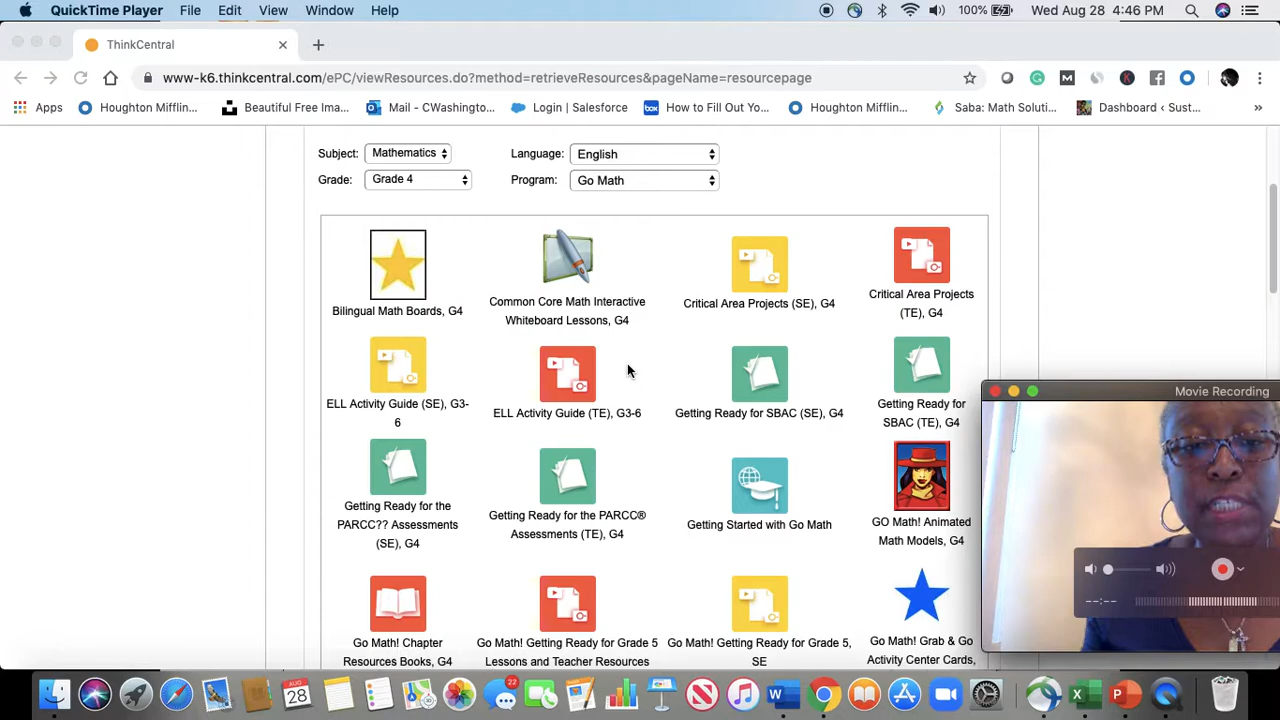 QuickTime Player File Edit View Window Help 100% Wed Aug 28 4:46 PM
ThinkCentral
www-k6.thinkcentral.com/ePC/viewResources.do?method=retrieveResources&pageName=resourcepage
Apps Houghton Mifflin... Beautiful Free Ima... Mail - CWashingto... Login | Salesforce box How to Fill Out Yo... Houghton Mifflin... Saba: Math Soluti... Dashboard ‹ Sust... »
Subject: Mathematics Language: English
Grade: Grade 4 Program: Go Math
Bilingual Math Boards, G4
Common Core Math Interactive
Whiteboard Lessons, G4
Critical Area Projects (SE), G4
Critical Area Projects
(TE), G4
ELL Activity Guide (SE), G3-
6
ELL Activity Guide (TE), G3-6
Getting Ready for SBAC (SE), G4
Getting Ready for
SBAC (TE), G4
Movie Recording
Getting Ready for the
PARCC?? Assessments
(SE), G4
Getting Ready for the PARCC®
Assessments (TE), G4
Getting Started with Go Math
GO Math! Animated
Math Models, G4
--:--
Go Math! Chapter
Resources Books, G4
Go Math! Getting Ready for Grade 5
Lessons and Teacher Resources
Go Math! Getting Ready for Grade 5,
SE
Go Math! Grab & Go
Activity Center Cards,
AUG
28
22